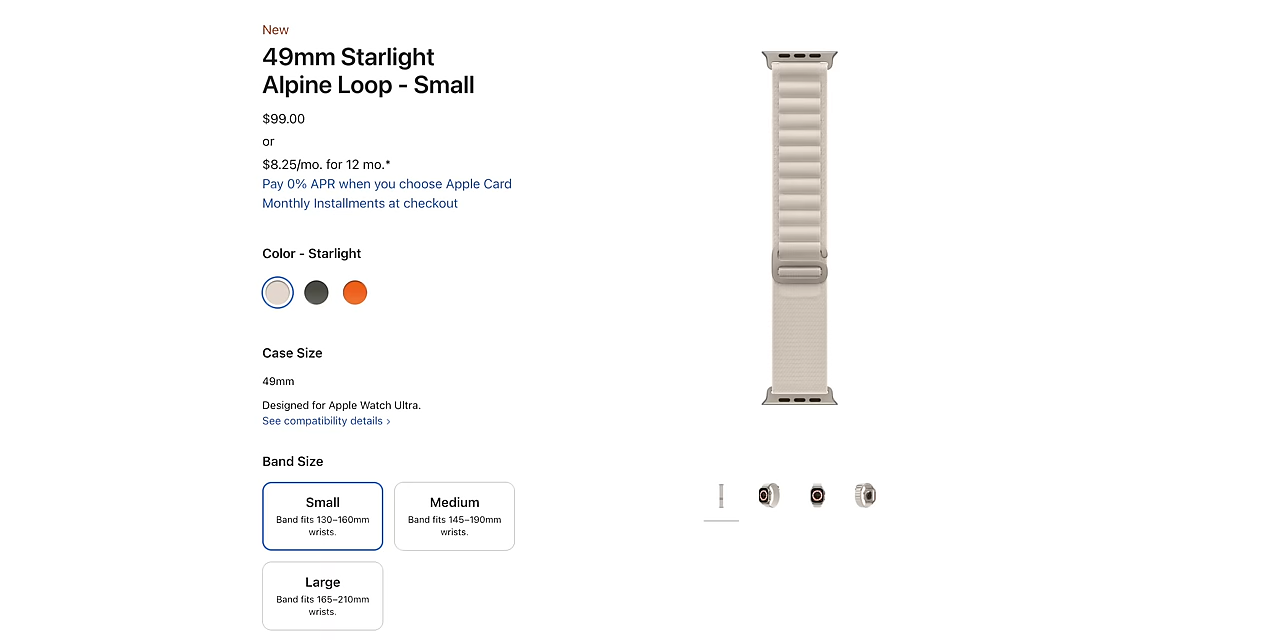 New
49mm Starlight
Alpine Loop - Small
$99.00
or
$8.25/mo. for 12 mo.*
Pay 0% APR when you choose Apple Card
Monthly Installments at checkout
Color - Starlight
Case Size
49mm
Designed for Apple Watch Ultra.
See compatibility details >
Band Size
Small
Band fits 130–160mm
wrists.
Medium
Band fits 145–190mm
wrists.
Large
Band fits 165–210mm
wrists.